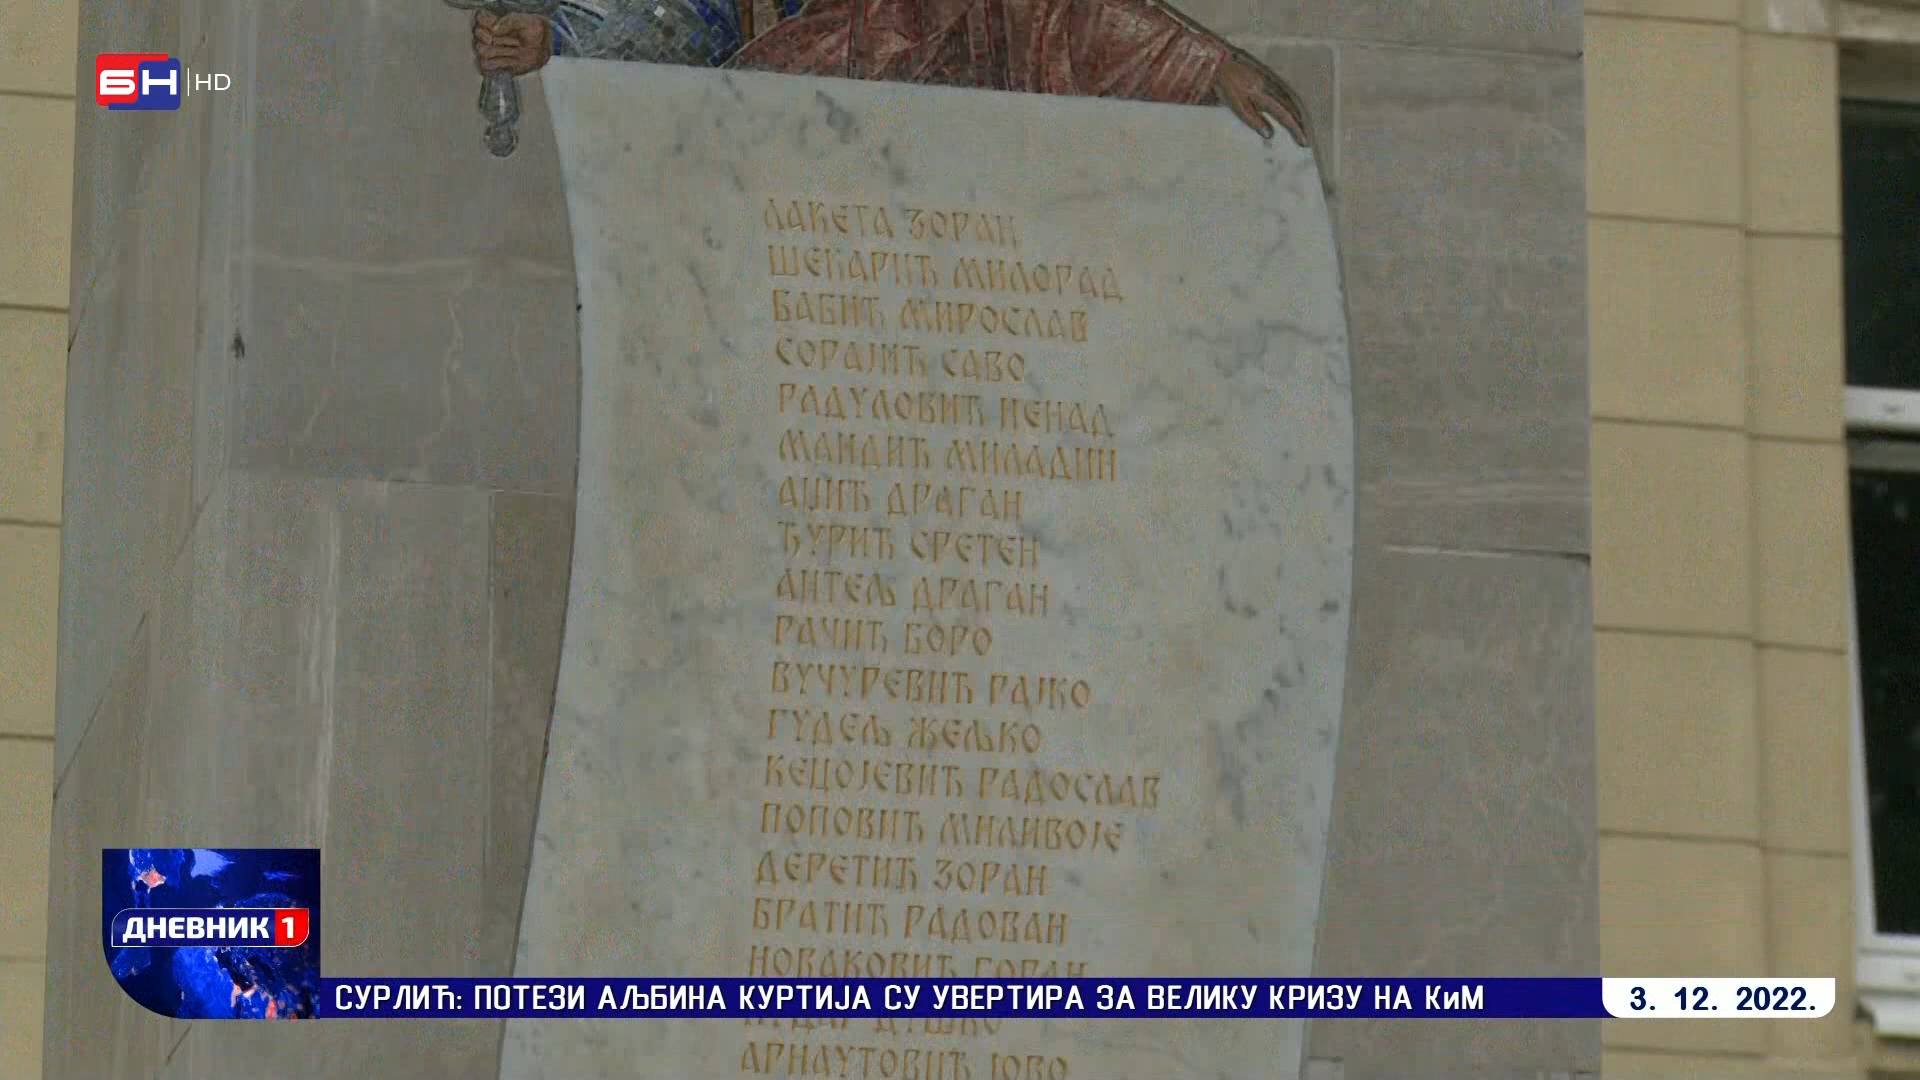 БН HD
ЛАКЕТА ЗОРАН
ШЕКАРИЋ МИЛОРАД
БАБИЋ МИРОСЛАВ
СОРАЈИЋ САВО
РАДУЛОВИЋ НЕНАД
МАНДИЋ МИЛАДИН
АЏИЋ ДРАГАН
ЂУРИЋ СРЕТЕН
АНТЕЉ ДРАГАН
РАЧИЋ БОРО
ВУЧУРЕВИЋ РАЈКО
ГУДЕЉ ЖЕЉКО
КЕЦОЈЕВИЋ РАДОСЛАВ
ПОПОВИЋ МИЛИВОЈЕ
ДЕРЕТИЋ ЗОРАН
БРАТИЋ РАДОВАН
НОВАКОВИЋ ГОРАН
ДУШКО
АРНАУТОВИЋ ЈОВО
ДНЕВНИК 1
СУРЛИЋ: ПОТЕЗИ АЉБИНА КУРТИЈА СУ УВЕРТИРА ЗА ВЕЛИКУ КРИЗУ НА КиМ
3. 12. 2022.